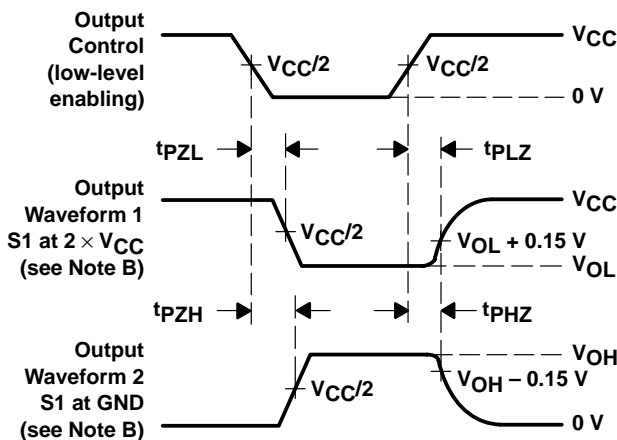 Output
Control
(low-level
enabling)
VCC
VCC/2
VCC/2
0 V
tPZL
tPLZ
Output
Waveform 1
S1 at 2 × VCC
(see Note B)
VCC
VCC/2
VOL + 0.15 V
VOL
tPZH
tPHZ
Output
Waveform 2
S1 at GND
(see Note B)
VOH
VCC/2
VOH – 0.15 V
0 V